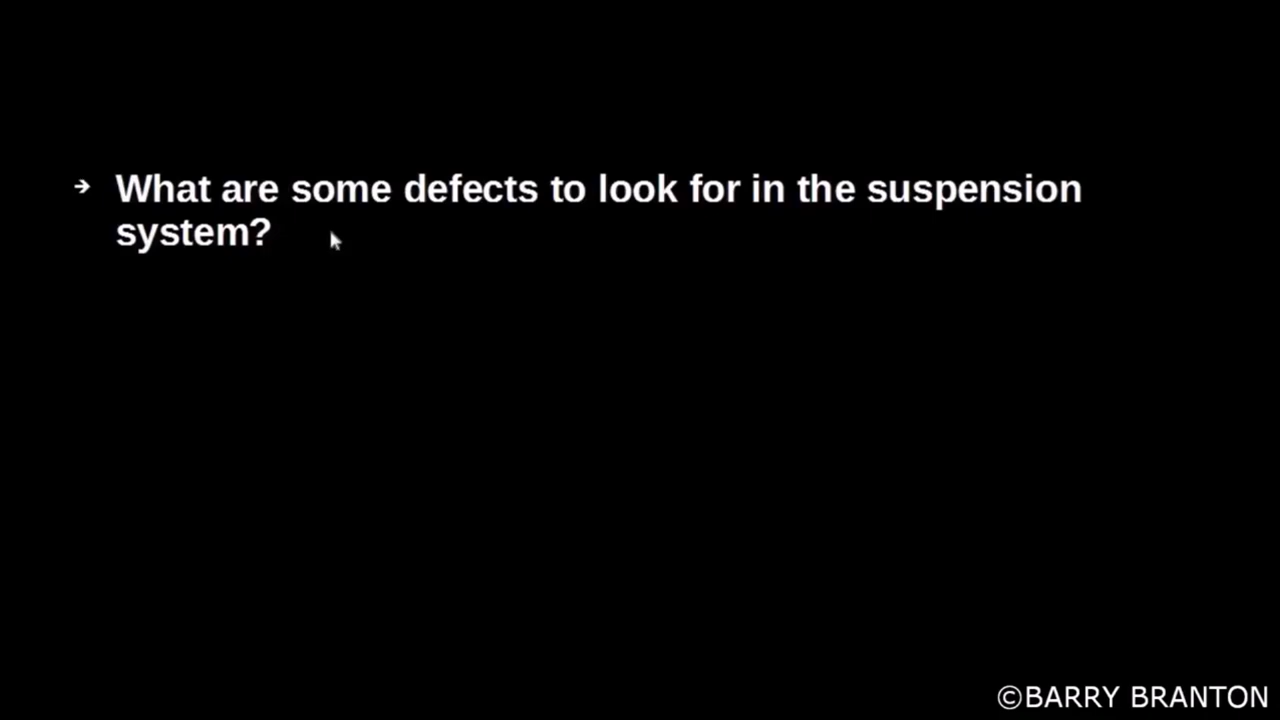 ➔ What are some defects to look for in the suspension
system?
©BARRY BRANTON